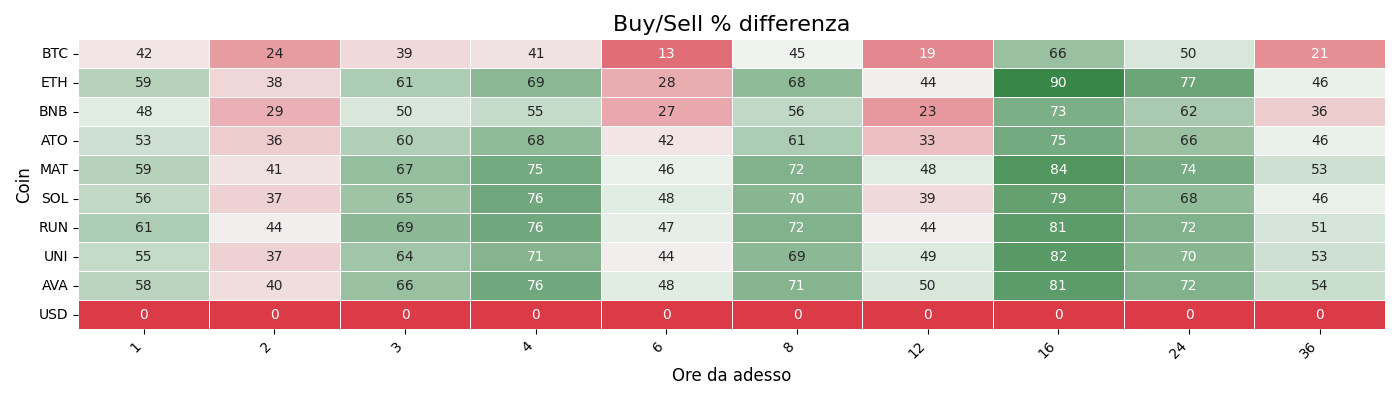 Buy/Sell % differenza
Coin
BTC 42 24 39 41 13 45 19 66 50 21
ETH 59 38 61 69 28 68 44 90 77 46
BNB 48 29 50 55 27 56 23 73 62 36
ATO 53 36 60 68 42 61 33 75 66 46
MAT 59 41 67 75 46 72 48 84 74 53
SOL 56 37 65 76 48 70 39 79 68 46
RUN 61 44 69 76 47 72 44 81 72 51
UNI 55 37 64 71 44 69 49 82 70 53
AVA 58 40 66 76 48 71 50 81 72 54
USD 0 0 0 0 0 0 0 0 0 0
1 2 3 4 6 8 12 16 24 36
Ore da adesso